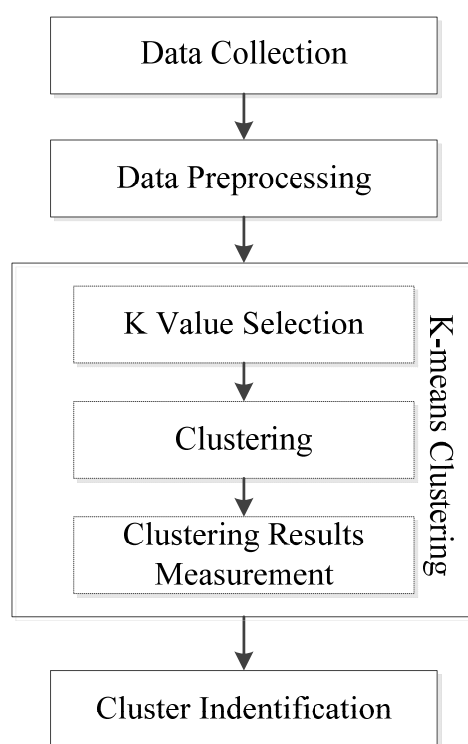 Data Collection
Data Preprocessing
K Value Selection
Clustering
Clustering Results
Measurement
K-means Clustering
Cluster Indentification